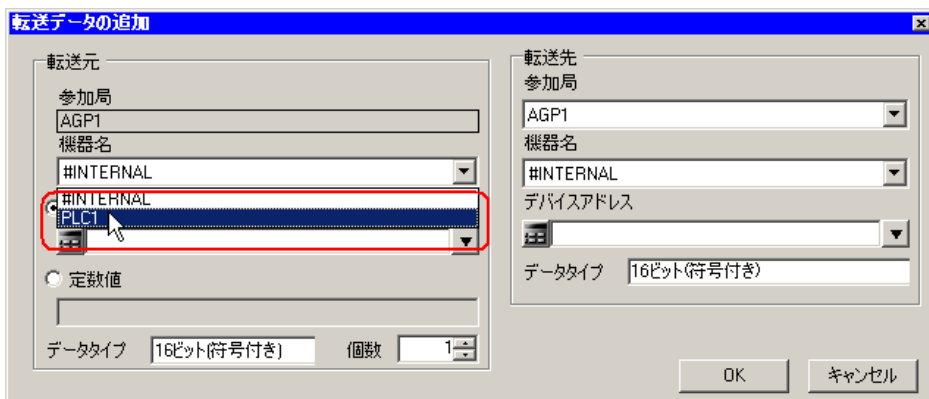 転送データの追加
転送元
参加局
AGP1
機器名
#INTERNAL
#INTERNAL
PLC1
定数値
データタイプ 16ビット(符号付き) 個数 1
転送先
参加局
AGP1
機器名
#INTERNAL
デバイスアドレス
データタイプ 16ビット(符号付き)
OK キャンセル